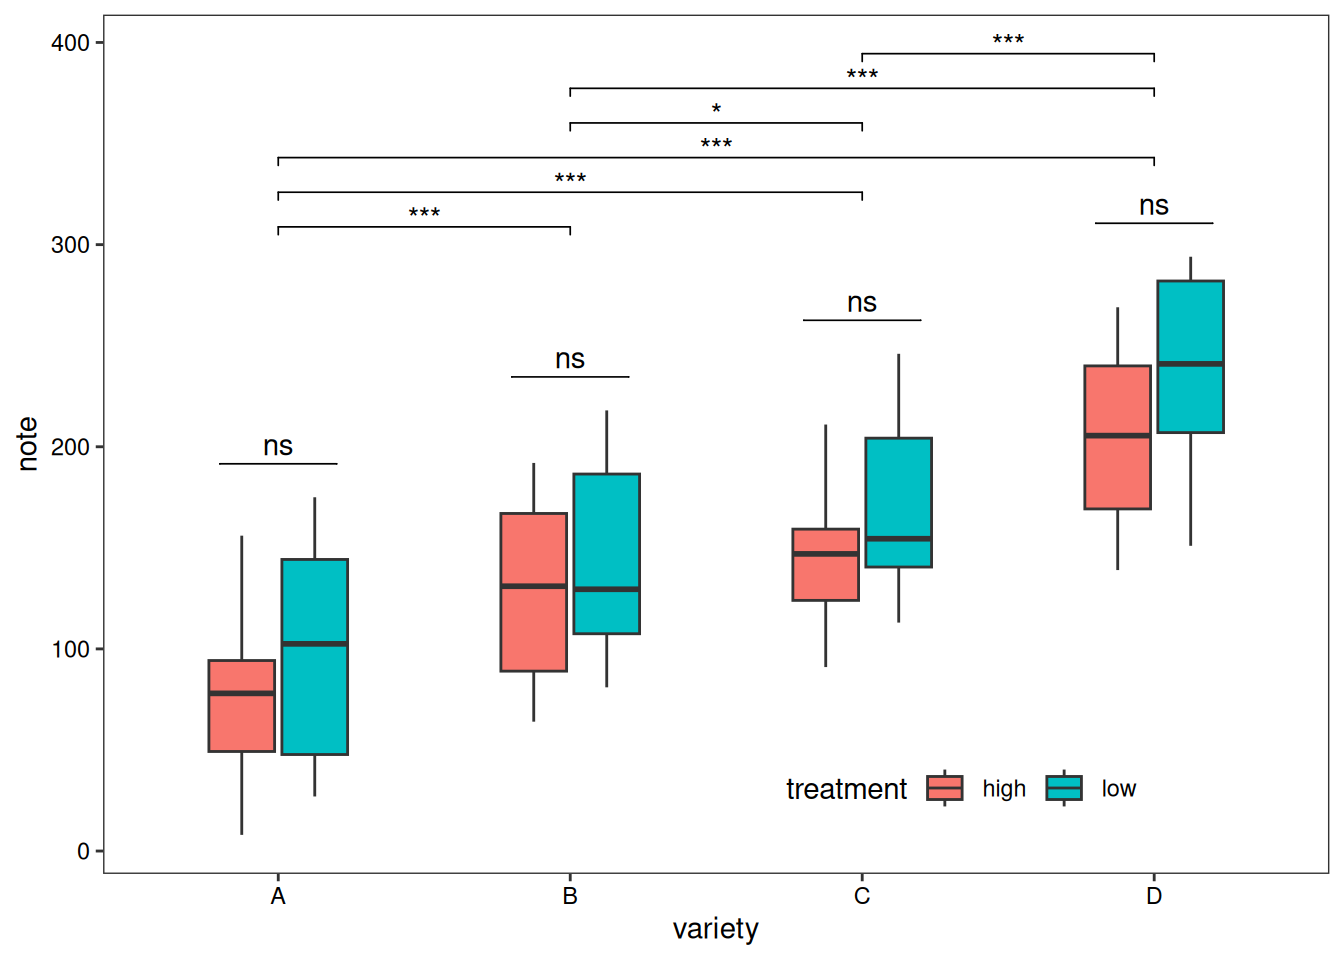 400
***
***
*
***
***
***
ns
300
ns
ns
ns
200
note
100
treatment high low
0
A B C D
variety